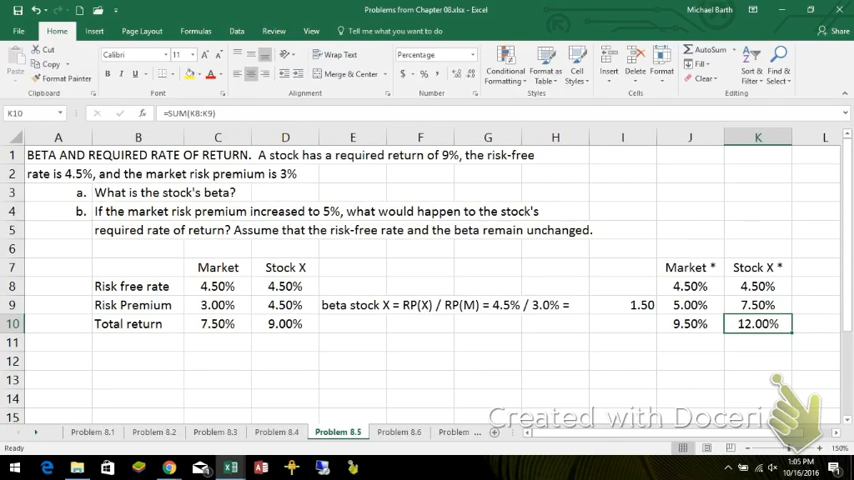 Problems from Chapter 08.xlsx - Excel
Michael Barth
File Home Insert Page Layout Formulas Data Review View Tell me what you want to do Share
Cut
Copy
Format Painter
Paste
Clipboard
Calibri 11
B I U
Font
Wrap Text
Merge & Center
Alignment
Percentage
$ % ,
Number
Conditional Formatting
Format as Table
Cell Styles
Styles
Insert Delete Format
Cells
AutoSum
Fill
Clear
Sort & Filter
Find & Select
Editing
K10 fx =SUM(K8:K9)
A B C D E F G H I J K L
1 BETA AND REQUIRED RATE OF RETURN. A stock has a required return of 9%, the risk-free
2 rate is 4.5%, and the market risk premium is 3%
3 a. What is the stock's beta?
4 b. If the market risk premium increased to 5%, what would happen to the stock's
5 required rate of return? Assume that the risk-free rate and the beta remain unchanged.
6
7 Market Stock X Market * Stock X *
8 Risk free rate 4.50% 4.50% 4.50% 4.50%
9 Risk Premium 3.00% 4.50% beta stock X = RP(X) / RP(M) = 4.5% / 3.0% = 1.50 5.00% 7.50%
10 Total return 7.50% 9.00% 9.50% 12.00%
11
12
13
14
15
Created with Doceri
Problem 8.1 Problem 8.2 Problem 8.3 Problem 8.4 Problem 8.5 Problem 8.6 Problem ...
Ready 150%
1:05 PM
10/16/2016